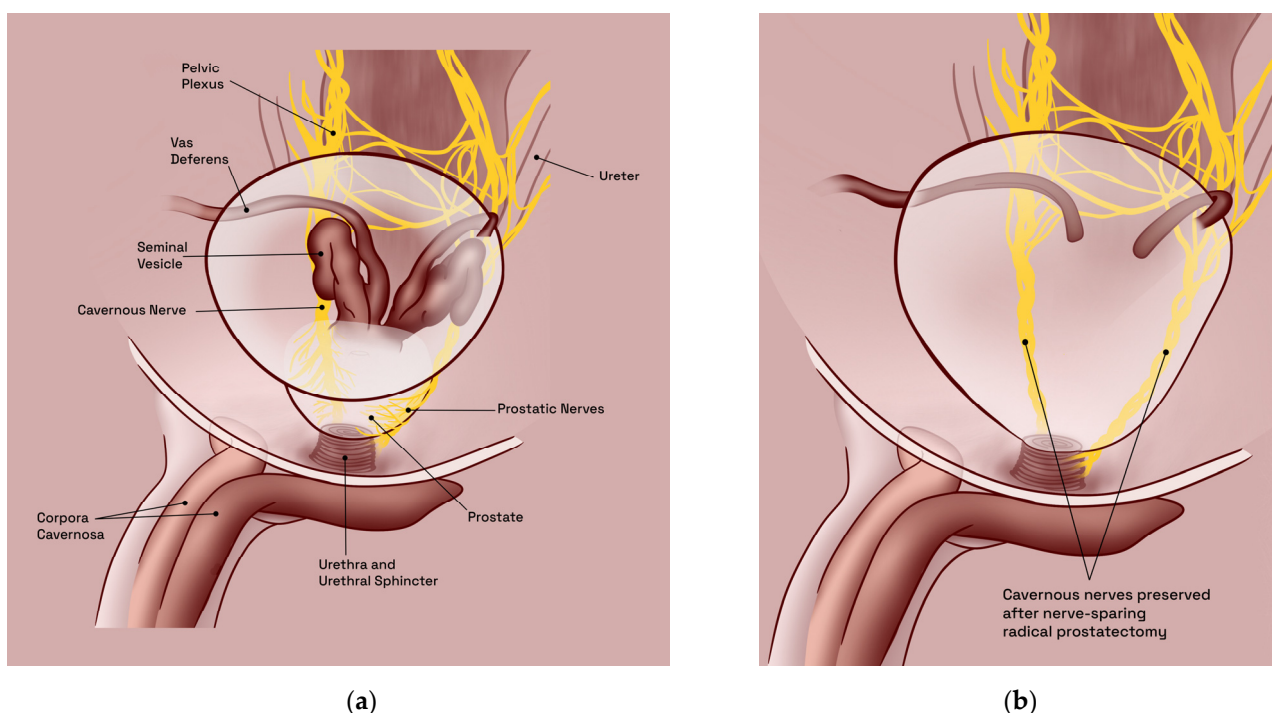 Pelvic
Plexus
Vas
Deferens
Ureter
Seminal
Vesicle
Cavernous Nerve
Prostatic Nerves
Corpora
Cavernosa
Prostate
Urethra and
Urethral Sphincter
Cavernous nerves preserved
after nerve-sparing
radical prostatectomy
(a)
(b)